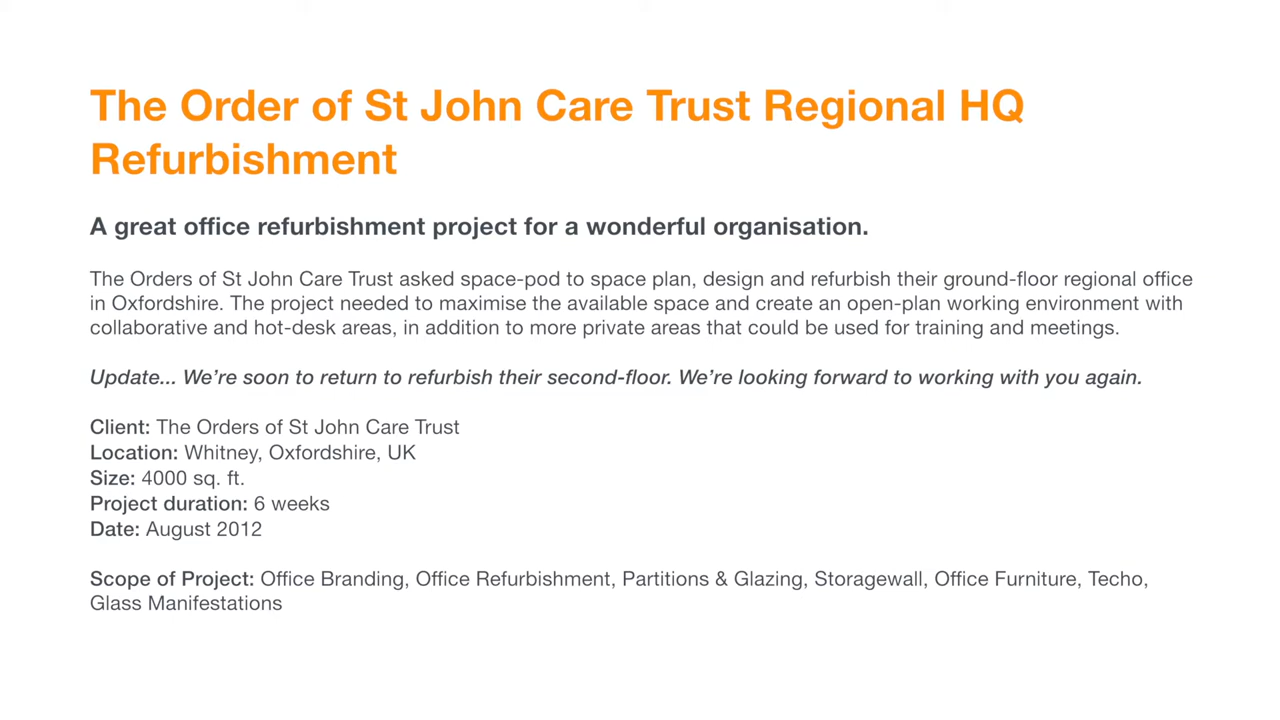 The Order of St John Care Trust Regional HQ
Refurbishment
A great office refurbishment project for a wonderful organisation.
The Orders of St John Care Trust asked space-pod to space plan, design and refurbish their ground-floor regional office
in Oxfordshire. The project needed to maximise the available space and create an open-plan working environment with
collaborative and hot-desk areas, in addition to more private areas that could be used for training and meetings.
Update... We’re soon to return to refurbish their second-floor. We’re looking forward to working with you again.
Client: The Orders of St John Care Trust
Location: Whitney, Oxfordshire, UK
Size: 4000 sq. ft.
Project duration: 6 weeks
Date: August 2012
Scope of Project: Office Branding, Office Refurbishment, Partitions & Glazing, Storagewall, Office Furniture, Techo,
Glass Manifestations